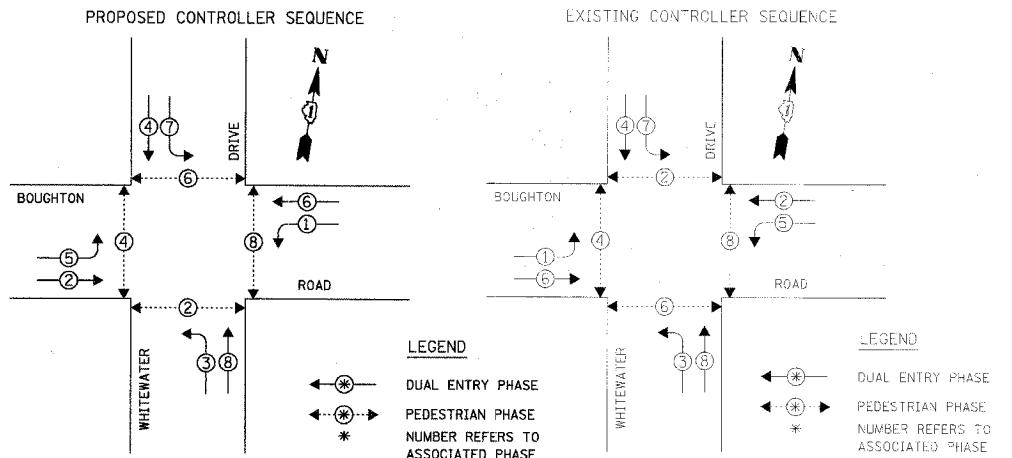 PROPOSED CONTROLLER SEQUENCE
N
1
4 7
DRIVE
6
BOUGHTON
6
1
4
8
5
2
ROAD
2
3 8
WHITEWATER
LEGEND
* DUAL ENTRY PHASE
* PEDESTRIAN PHASE
* NUMBER REFERS TO
ASSOCIATED PHASE
EXISTING CONTROLLER SEQUENCE
N
1
4 7
DRIVE
2
BOUGHTON
2
5
4
8
1
6
ROAD
6
3 8
WHITEWATER
LEGEND
* DUAL ENTRY PHASE
* PEDESTRIAN PHASE
* NUMBER REFERS TO
ASSOCIATED PHASE